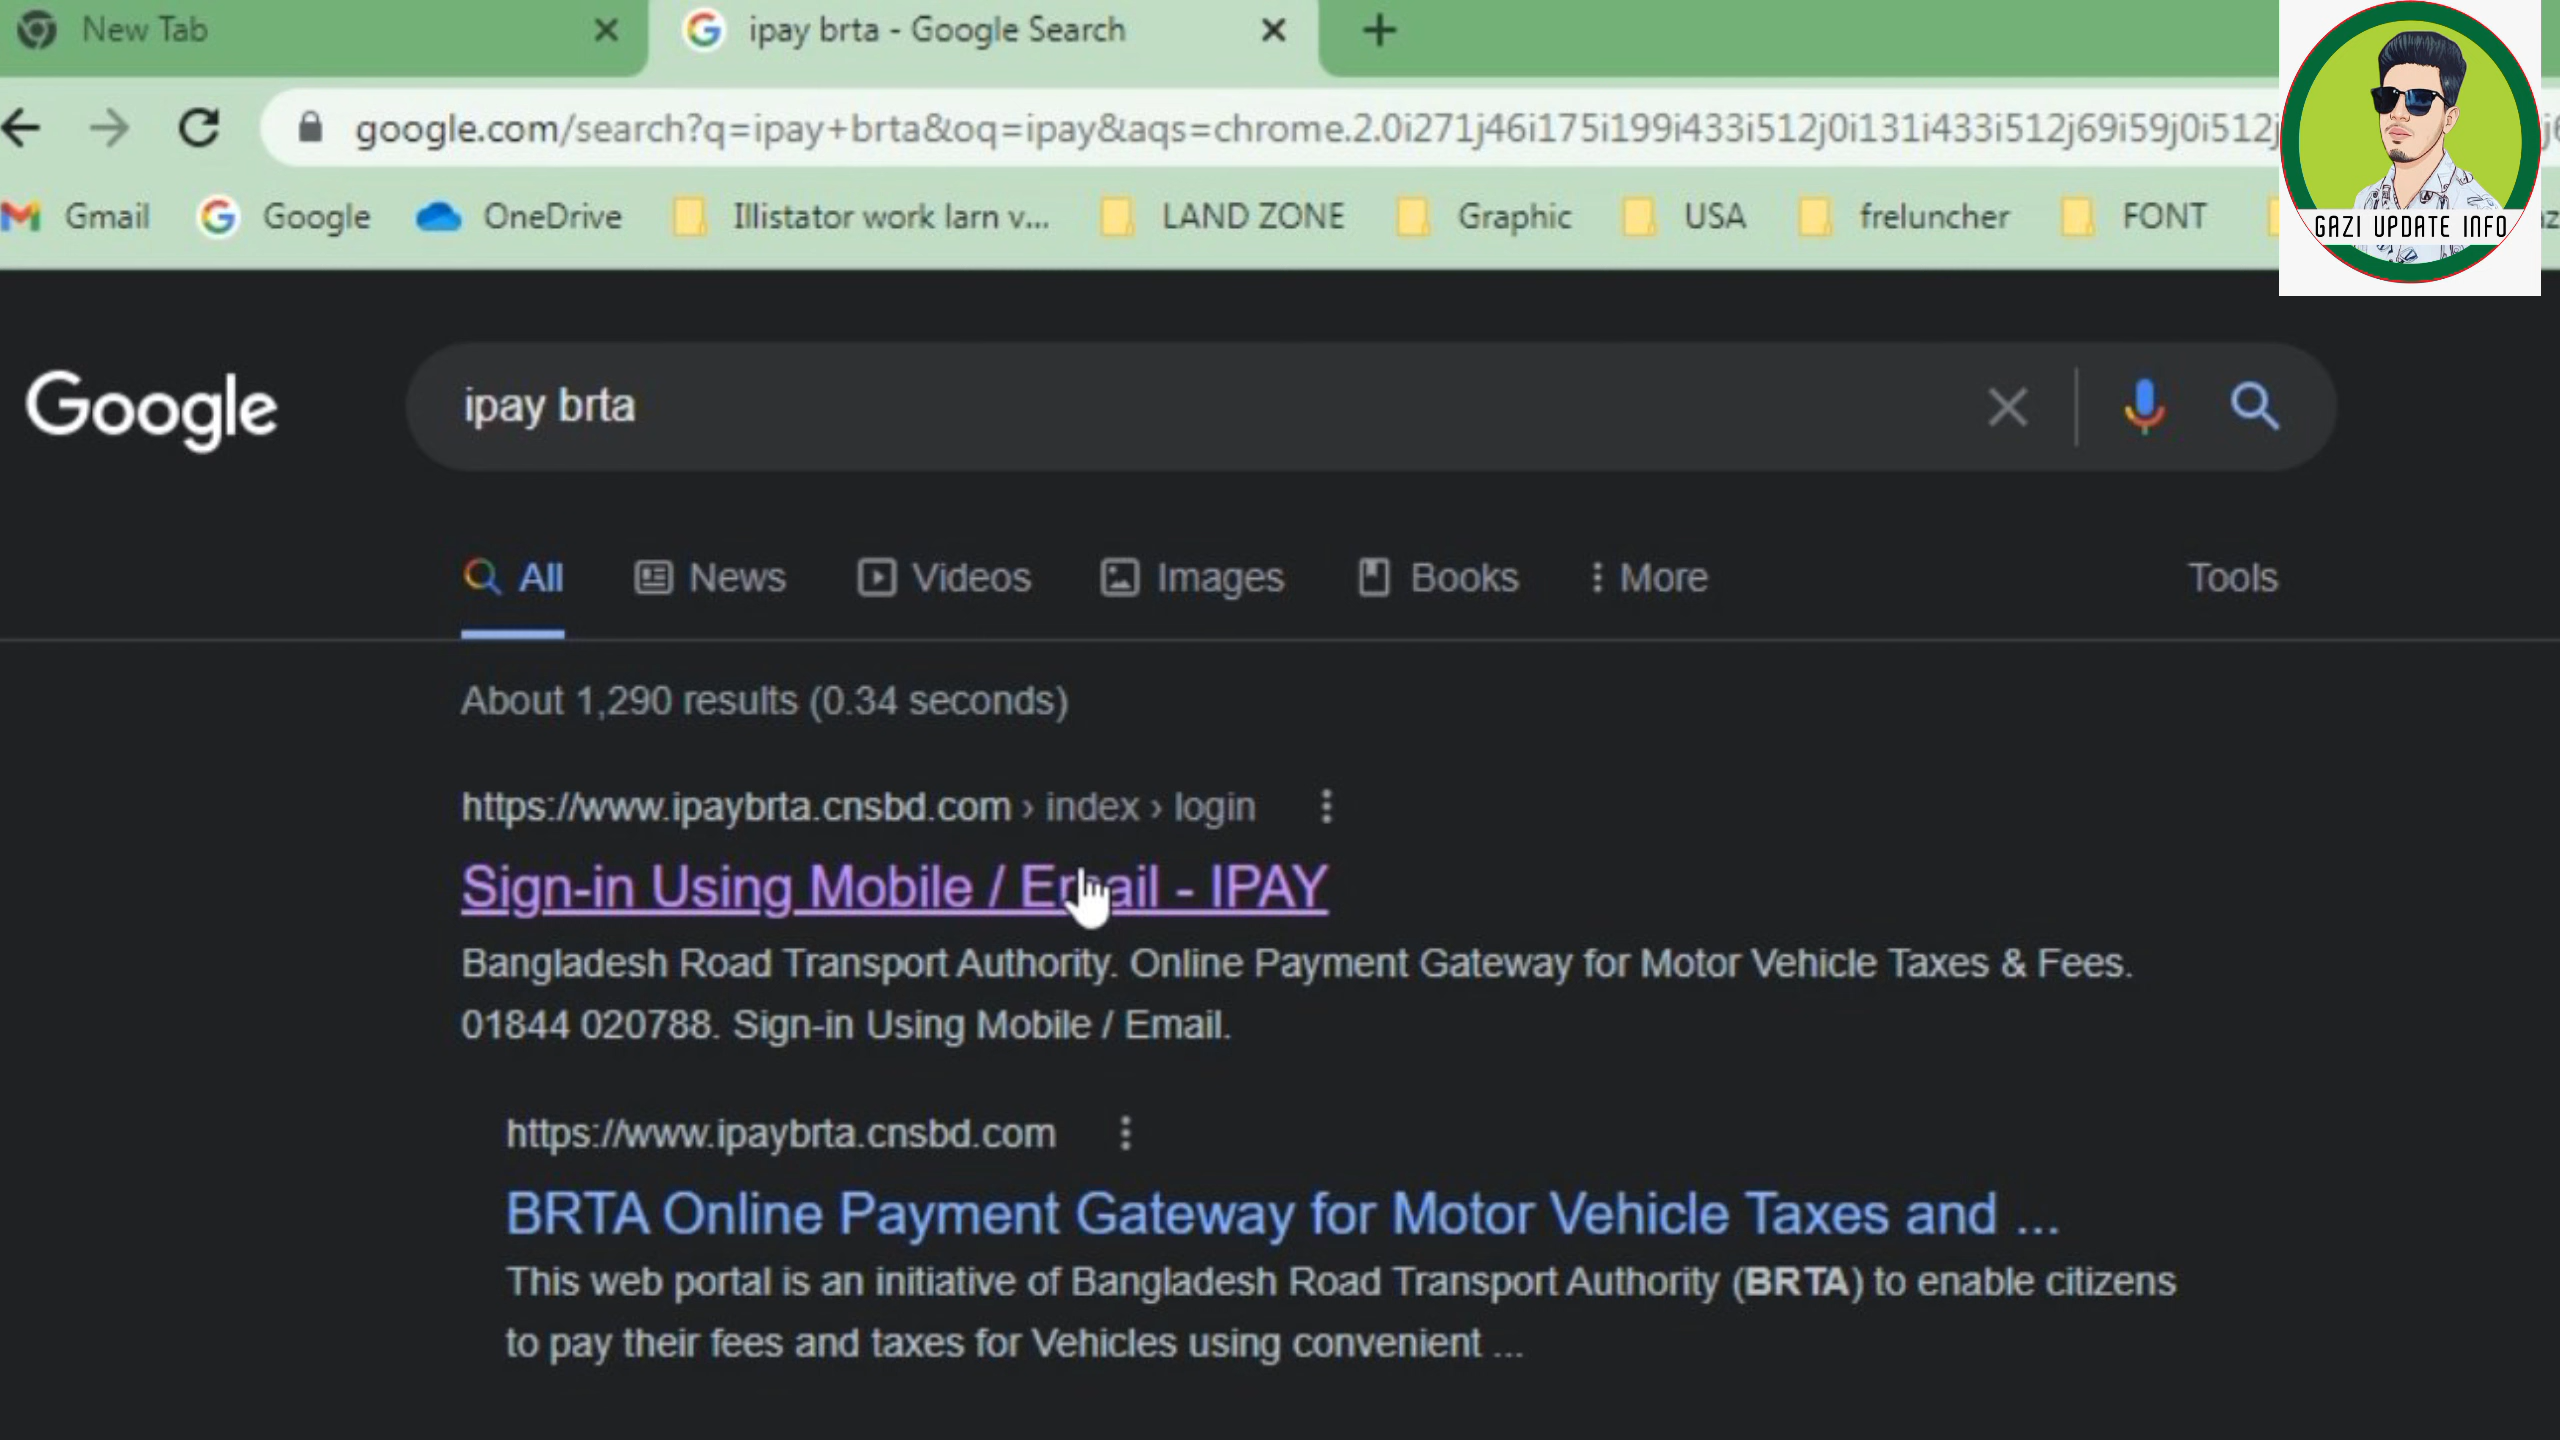 New Tab
ipay brta - Google Search
google.com/search?q=ipay+brta&oq=ipay&aqs=chrome.2.0i271j46i175i199i433i512j0i131i433i512j69i59j0i512j
Gmail Google OneDrive Illistator work larn v... LAND ZONE Graphic USA freluncher FONT
GAZI UPDATE INFO
Google
ipay brta
All News Videos Images Books More Tools
About 1,290 results (0.34 seconds)
https://www.ipaybrta.cnsbd.com › index › login
Sign-in Using Mobile / Email - IPAY
Bangladesh Road Transport Authority. Online Payment Gateway for Motor Vehicle Taxes & Fees.
01844 020788. Sign-in Using Mobile / Email.
https://www.ipaybrta.cnsbd.com
BRTA Online Payment Gateway for Motor Vehicle Taxes and ...
This web portal is an initiative of Bangladesh Road Transport Authority (BRTA) to enable citizens
to pay their fees and taxes for Vehicles using convenient ...